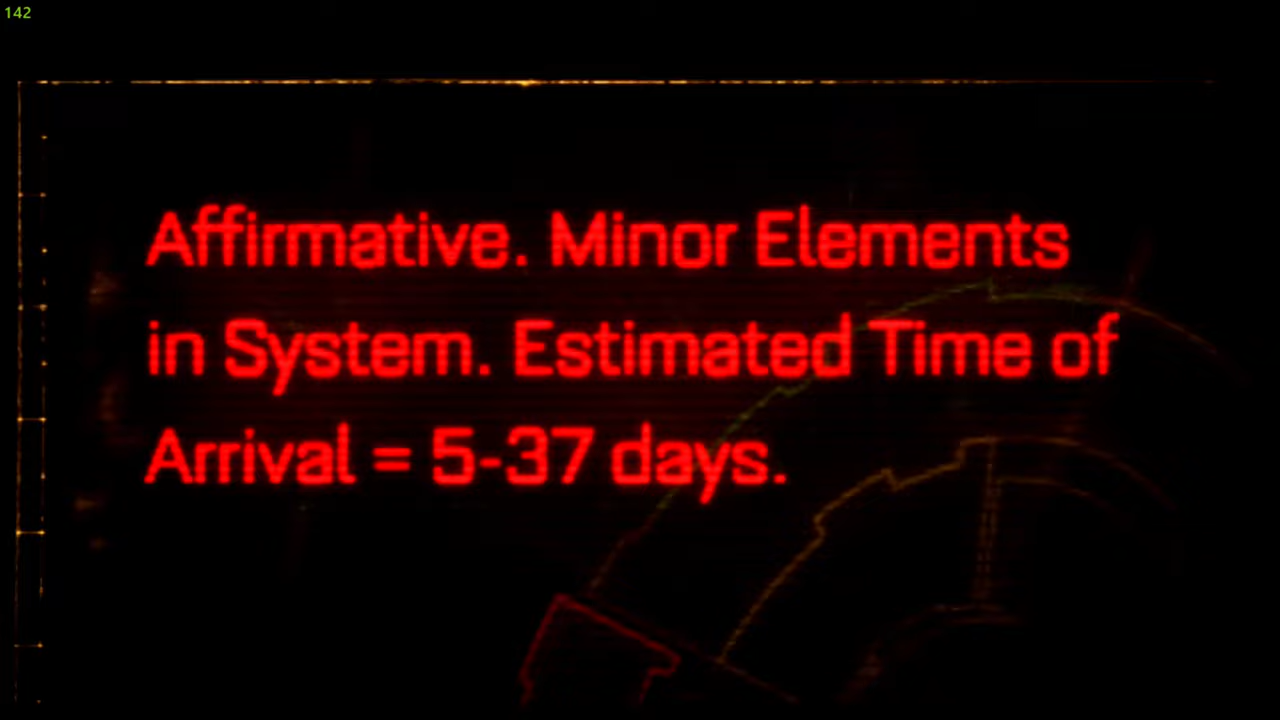 142
Affirmative. Minor Elements
in System. Estimated Time of
Arrival = 5-37 days.